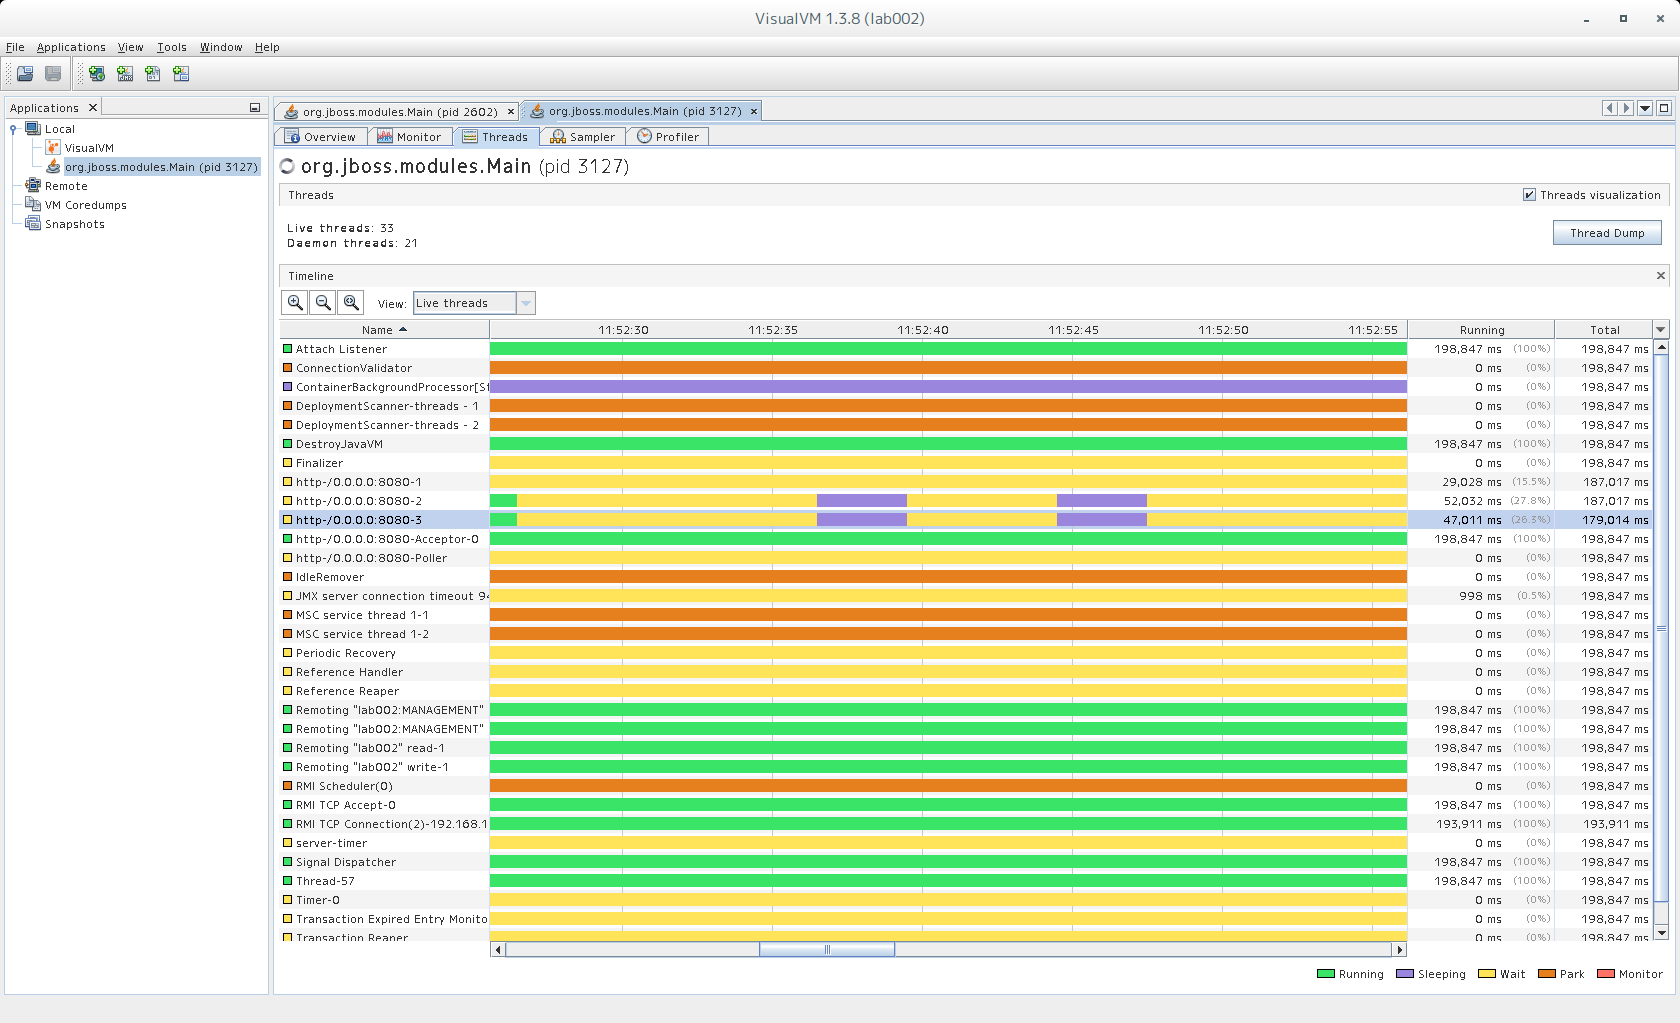 VisualVM 1.3.8 (lab002)
File Applications View Tools Window Help
Applications
Local
VisualVM
org.jboss.modules.Main (pid 3127)
Remote
VM Coredumps
Snapshots
org.jboss.modules.Main (pid 2602) org.jboss.modules.Main (pid 3127)
Overview Monitor Threads Sampler Profiler
org.jboss.modules.Main (pid 3127)
Threads Threads visualization
Live threads: 33
Daemon threads: 21
Thread Dump
Timeline
View: Live threads
Name 11:52:30 11:52:35 11:52:40 11:52:45 11:52:50 11:52:55 Running Total
Attach Listener 198,847 ms (100%) 198,847 ms
ConnectionValidator 0 ms (0%) 198,847 ms
ContainerBackgroundProcessor[St 0 ms (0%) 198,847 ms
DeploymentScanner-threads - 1 0 ms (0%) 198,847 ms
DeploymentScanner-threads - 2 0 ms (0%) 198,847 ms
DestroyJavaVM 198,847 ms (100%) 198,847 ms
Finalizer 0 ms (0%) 198,847 ms
http-/0.0.0.0:8080-1 29,028 ms (15.5%) 187,017 ms
http-/0.0.0.0:8080-2 52,032 ms (27.8%) 187,017 ms
http-/0.0.0.0:8080-3 47,011 ms (26.3%) 179,014 ms
http-/0.0.0.0:8080-Acceptor-0 198,847 ms (100%) 198,847 ms
http-/0.0.0.0:8080-Poller 0 ms (0%) 198,847 ms
IdleRemover 0 ms (0%) 198,847 ms
JMX server connection timeout 94 998 ms (0.5%) 198,847 ms
MSC service thread 1-1 0 ms (0%) 198,847 ms
MSC service thread 1-2 0 ms (0%) 198,847 ms
Periodic Recovery 0 ms (0%) 198,847 ms
Reference Handler 0 ms (0%) 198,847 ms
Reference Reaper 0 ms (0%) 198,847 ms
Remoting "lab002:MANAGEMENT" 198,847 ms (100%) 198,847 ms
Remoting "lab002:MANAGEMENT" 198,847 ms (100%) 198,847 ms
Remoting "lab002" read-1 198,847 ms (100%) 198,847 ms
Remoting "lab002" write-1 198,847 ms (100%) 198,847 ms
RMI Scheduler(0) 0 ms (0%) 198,847 ms
RMI TCP Accept-0 198,847 ms (100%) 198,847 ms
RMI TCP Connection(2)-192.168.1 193,911 ms (100%) 193,911 ms
server-timer 0 ms (0%) 198,847 ms
Signal Dispatcher 198,847 ms (100%) 198,847 ms
Thread-57 198,847 ms (100%) 198,847 ms
Timer-0 0 ms (0%) 198,847 ms
Transaction Expired Entry Monito 0 ms (0%) 198,847 ms
Transaction Reaper 0 ms (0%) 198,847 ms
Running Sleeping Wait Park Monitor